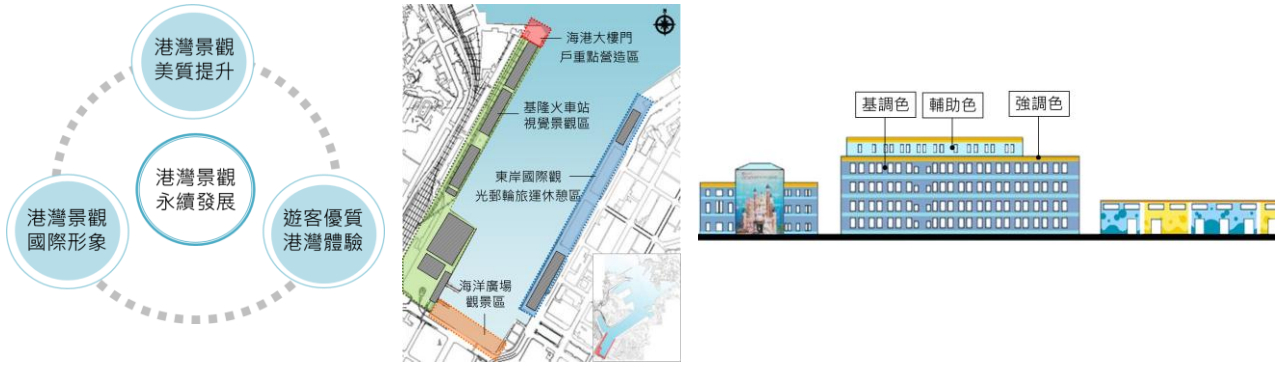 港灣景觀
美質提升
港灣景觀
永續發展
港灣景觀
國際形象
遊客優質
港灣體驗
海港大樓門
戶重點營造區
基隆火車站
視覺景觀區
東岸國際觀
光郵輪旅運休憩區
海洋廣場
觀景區
基調色
輔助色
強調色